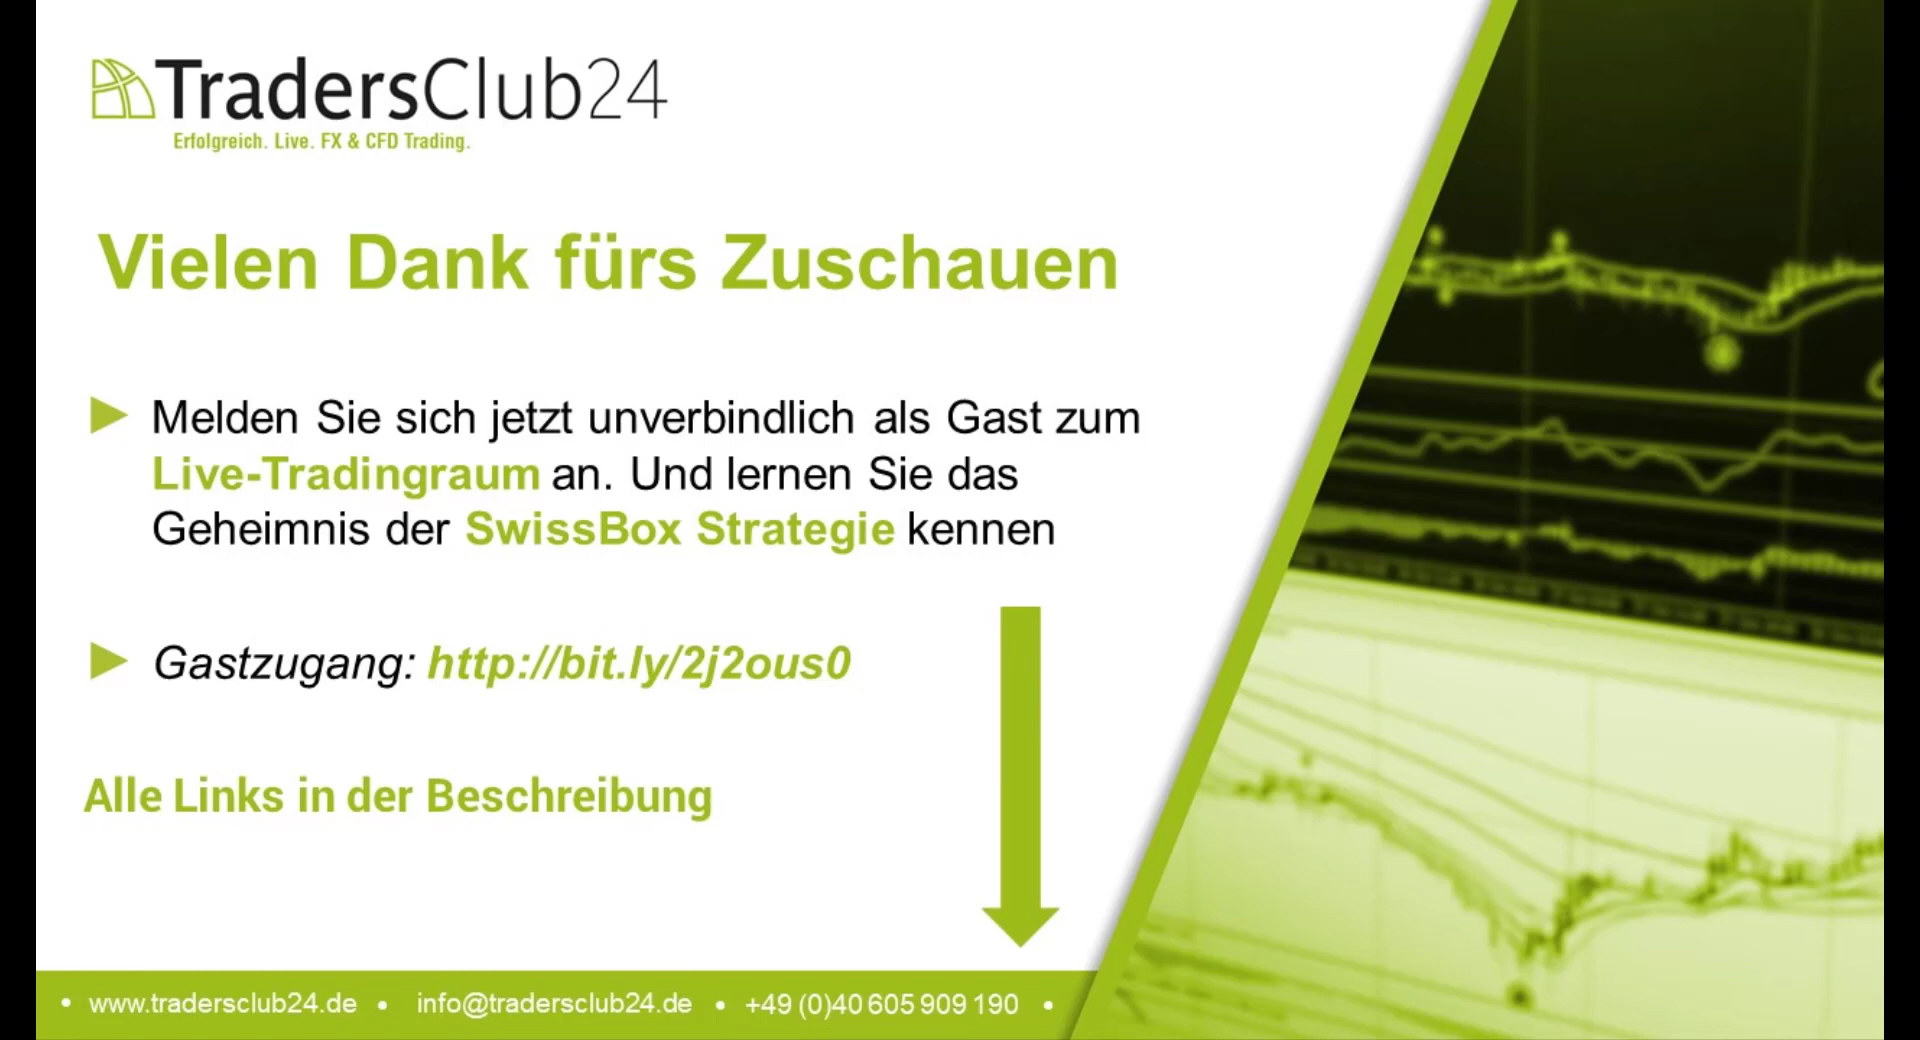 TradersClub24
Erfolgreich. Live. FX & CFD Trading.
Vielen Dank fürs Zuschauen
Melden Sie sich jetzt unverbindlich als Gast zum
Live-Tradingraum an. Und lernen Sie das
Geheimnis der SwissBox Strategie kennen
Gastzugang: http://bit.ly/2j2ous0
Alle Links in der Beschreibung
• www.tradersclub24.de • info@tradersclub24.de • +49 (0)40 605 909 190 •